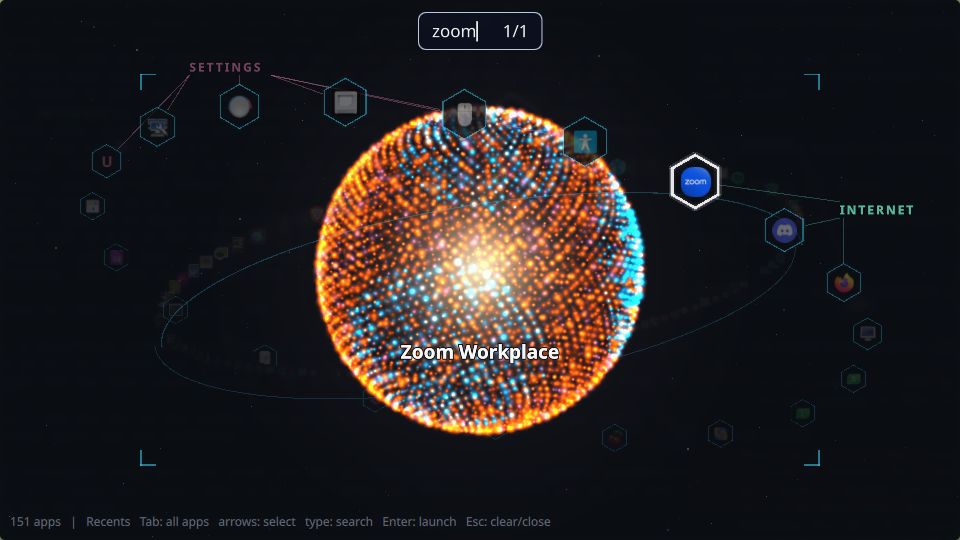 zoom 1/1
SETTINGS
U
zoom
INTERNET
Zoom Workplace
151 apps | Recents Tab: all apps arrows: select type: search Enter: launch Esc: clear/close